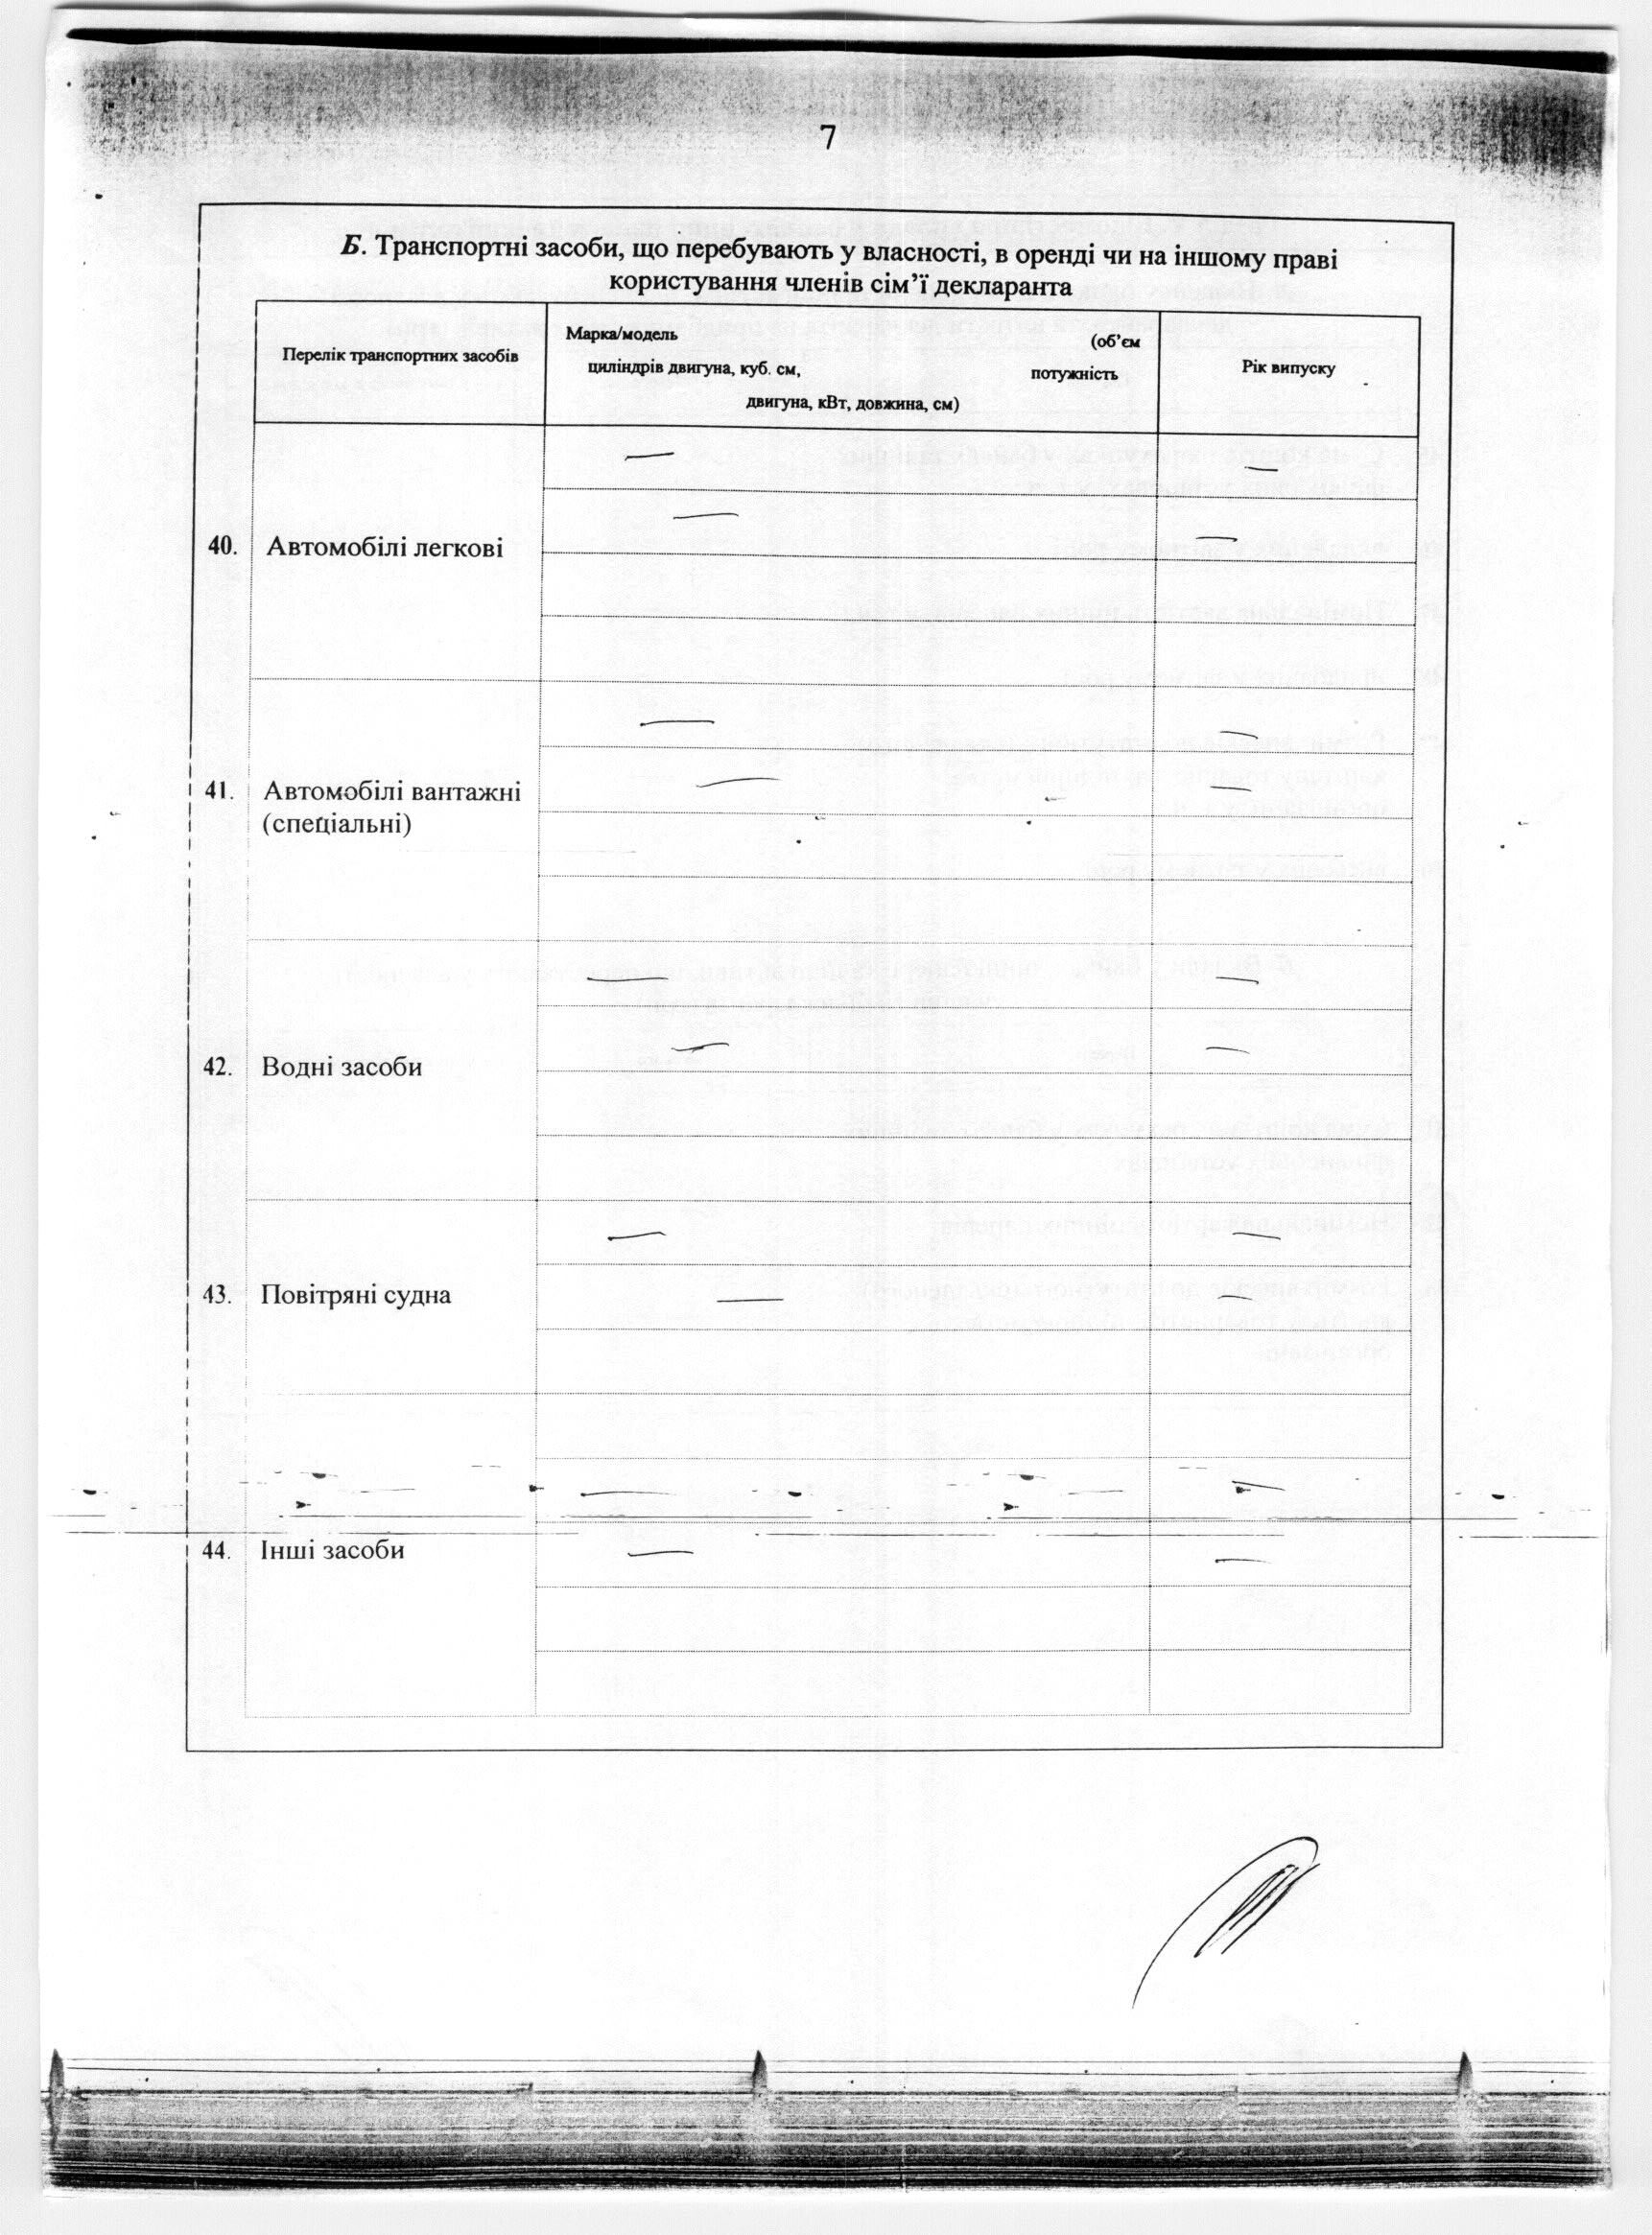 7
Б. Транспортні засоби, що перебувають у власності, в оренді чи на іншому праві
користування членів сім’ї декларанта
Перелік транспортних засобів
Марка/модель (об’єм
циліндрів двигуна, куб. см, потужність
двигуна, кВт, довжина, см)
Рік випуску
— —
— —
40. Автомобілі легкові
— —
— —
41. Автомобілі вантажні
(спеціальні)
— —
— —
42. Водні засоби
— —
— —
43. Повітряні судна
— —
— —
44. Інші засоби